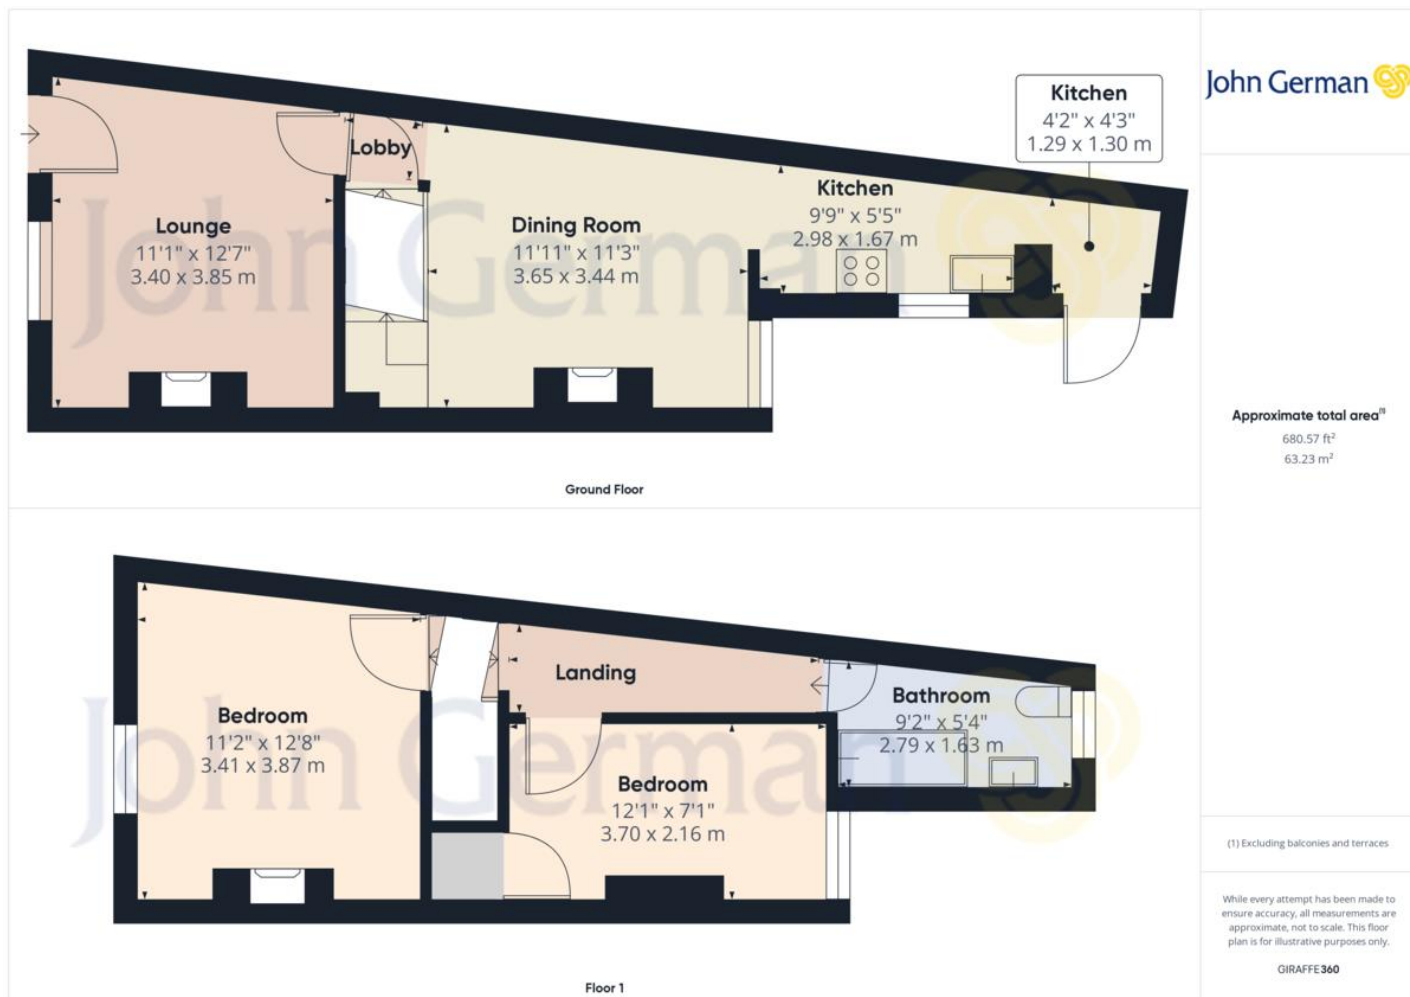 Kitchen
4'2" x 4'3"
1.29 x 1.30 m
Lobby
Kitchen
9'9" x 5'5"
2.98 x 1.67 m
Lounge
11'1" x 12'7"
3.40 x 3.85 m
Dining Room
11'11" x 11'3"
3.65 x 3.44 m
John German
Ground Floor
Landing
Bathroom
9'2" x 5'4"
2.79 x 1.63 m
Bedroom
11'2" x 12'8"
3.41 x 3.87 m
Bedroom
12'1" x 7'1"
3.70 x 2.16 m
John German
Floor 1
John German
Approximate total area(1)
680.57 ft²
63.23 m²
(1) Excluding balconies and terraces
While every attempt has been made to
ensure accuracy, all measurements are
approximate, not to scale. This floor
plan is for illustrative purposes only.
GIRAFFE360